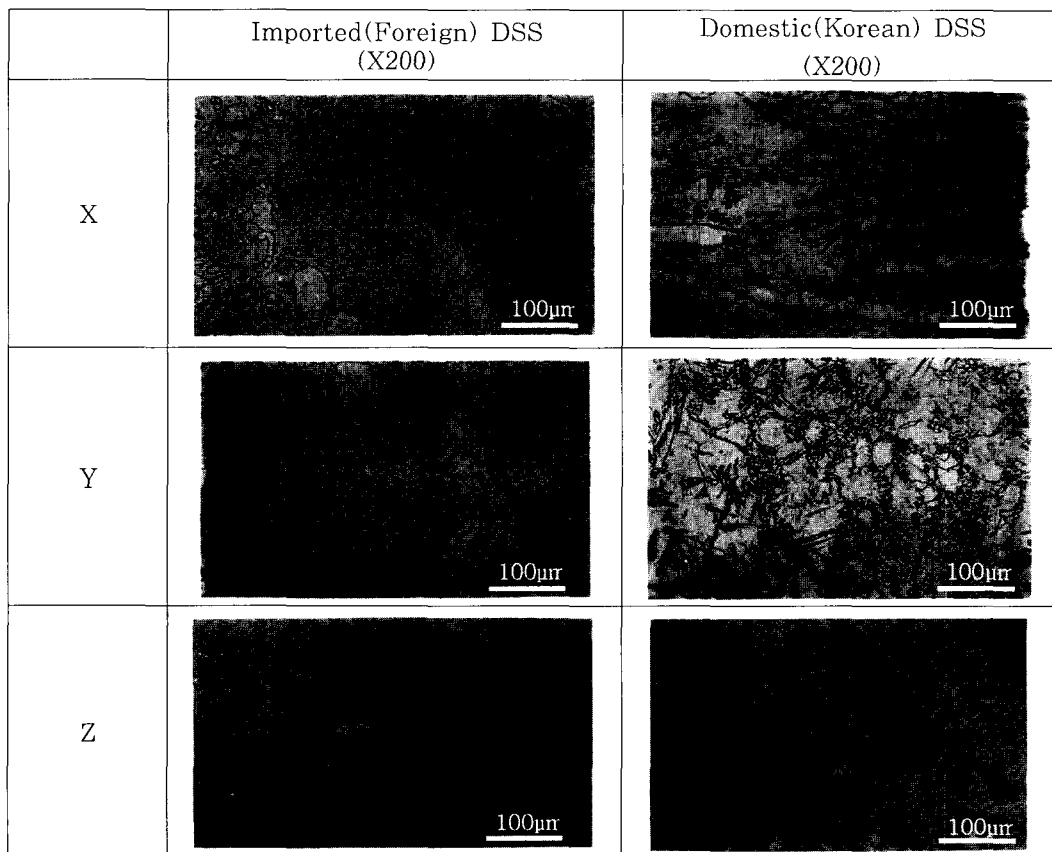 Imported(Foreign) DSS
(X200)
Domestic(Korean) DSS
(X200)
X
100μm
100μm
Y
100μm
100μm
Z
100μm
100μm